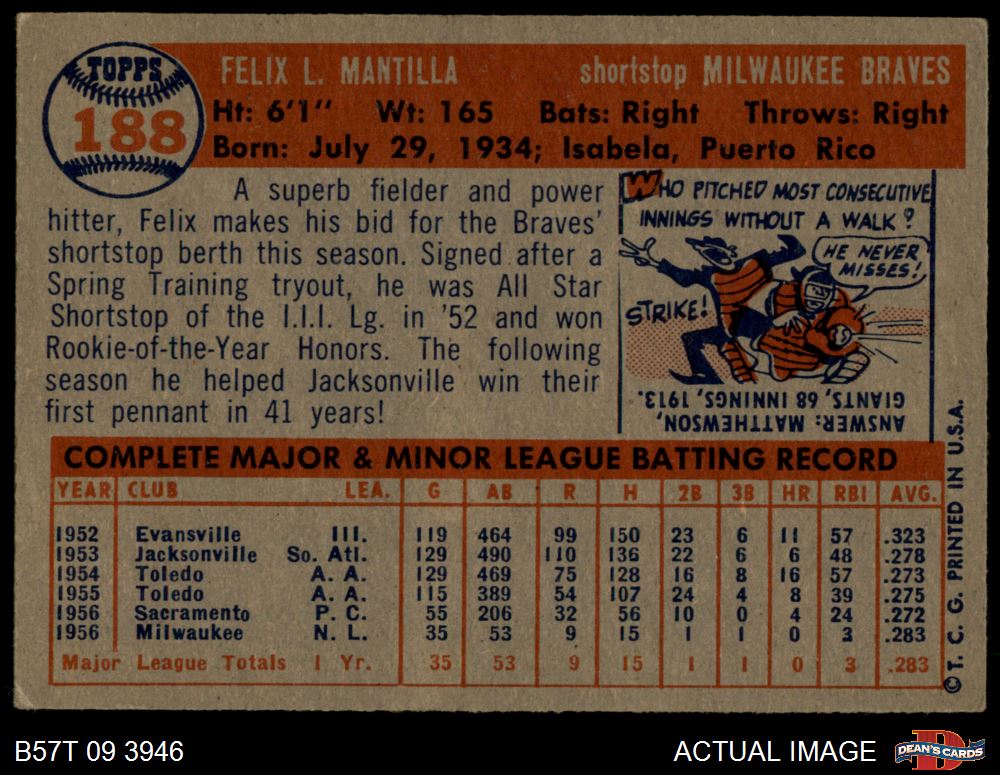 TOPPS
188
FELIX L. MANTILLA shortstop MILWAUKEE BRAVES
Ht: 6'1" Wt: 165 Bats: Right Throws: Right
Born: July 29, 1934; Isabela, Puerto Rico
A superb fielder and power
hitter, Felix makes his bid for the Braves'
shortstop berth this season. Signed after a
Spring Training tryout, he was All Star
Shortstop of the I.I.I. Lg. in '52 and won
Rookie-of-the-Year Honors. The following
season he helped Jacksonville win their
first pennant in 41 years!
WHO PITCHED MOST CONSECUTIVE
INNINGS WITHOUT A WALK?
HE NEVER
MISSES!
STRIKE!
ANSWER: MATTHEWSON,
GIANTS, 68 INNINGS, 1913.
COMPLETE MAJOR & MINOR LEAGUE BATTING RECORD
YEAR CLUB LEA. G AB R H 2B 3B HR RBI AVG.
1952 Evansville III. 119 464 99 150 23 6 11 57 .323
1953 Jacksonville So. Atl. 129 490 110 136 22 6 6 48 .278
1954 Toledo A. A. 129 469 75 128 16 8 16 57 .273
1955 Toledo A. A. 115 389 54 107 24 4 8 39 .275
1956 Sacramento P. C. 55 206 32 56 10 0 4 24 .272
1956 Milwaukee N. L. 35 53 9 15 1 1 0 3 .283
Major League Totals 1 Yr. 35 53 9 15 1 1 0 3 .283
© T. C. G. PRINTED IN U.S.A.
B57T 09 3946 ACTUAL IMAGE
DEAN'S CARDS